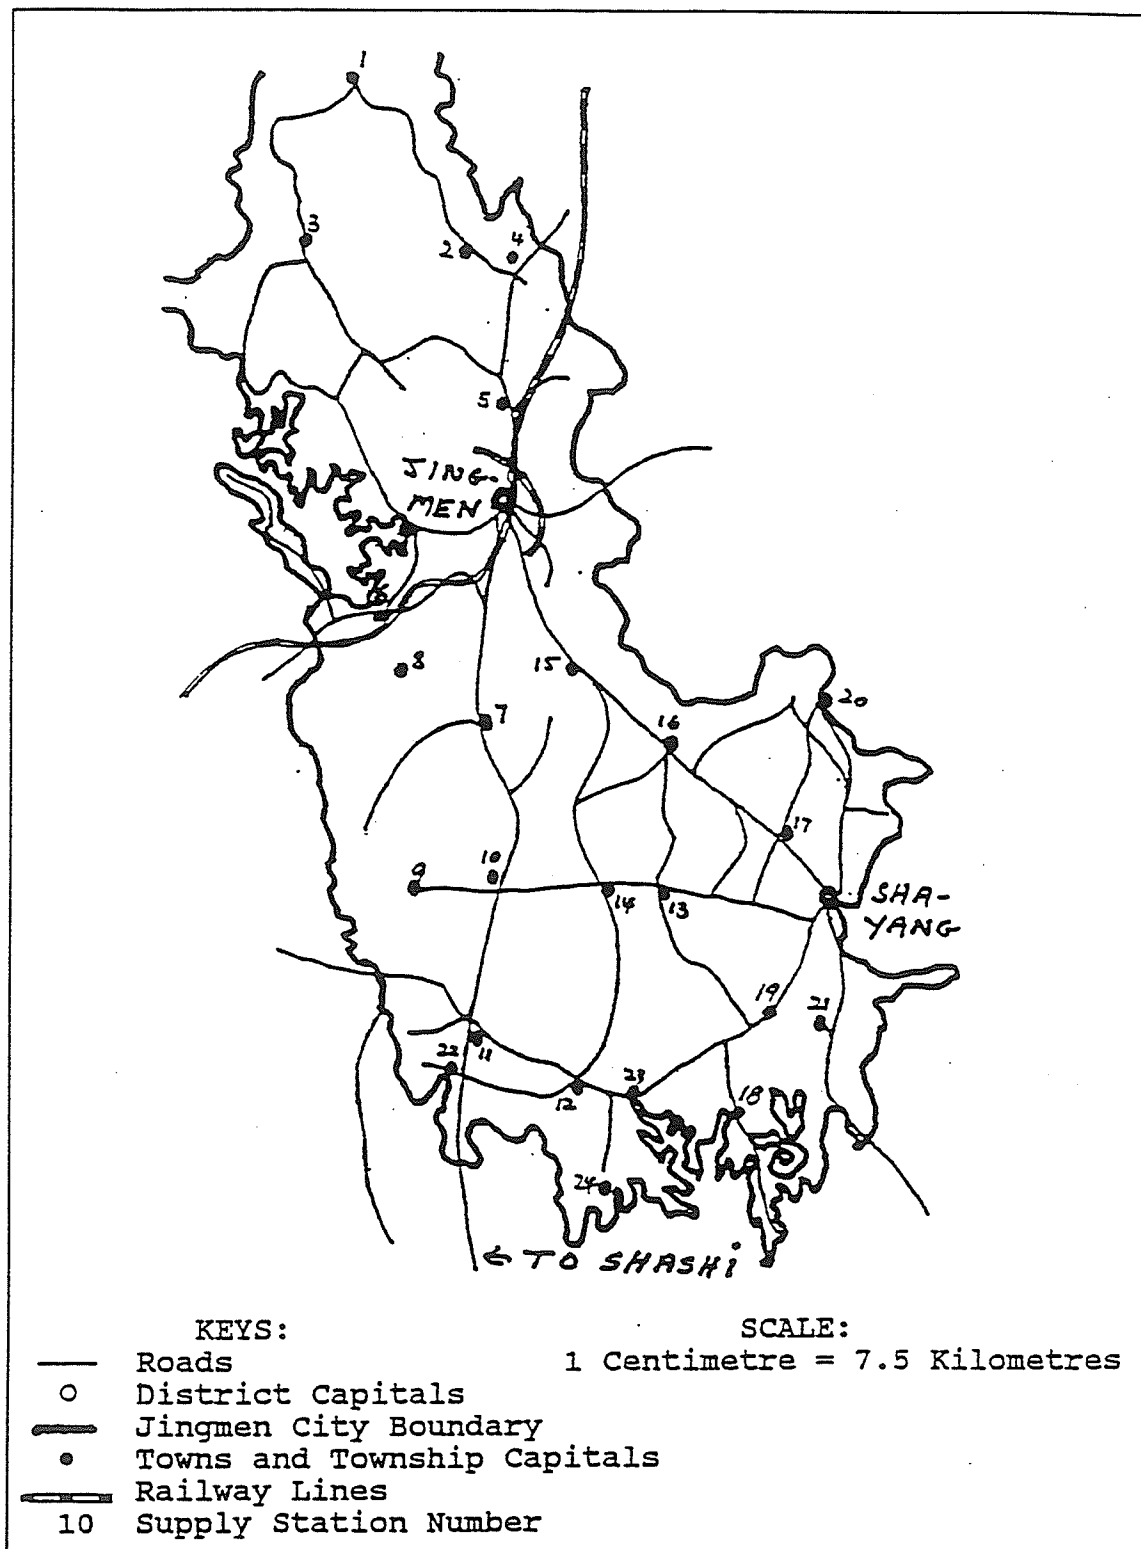 1
3
2
4
5
JING-
MEN
6
8
15
7
16
20
17
10
9
14
13
SHA-
YANG
19
21
11
22
12
23
18
24
← TO SHASHi
KEYS:
Roads
District Capitals
Jingmen City Boundary
Towns and Township Capitals
Railway Lines
10 Supply Station Number
SCALE:
1 Centimetre = 7.5 Kilometres